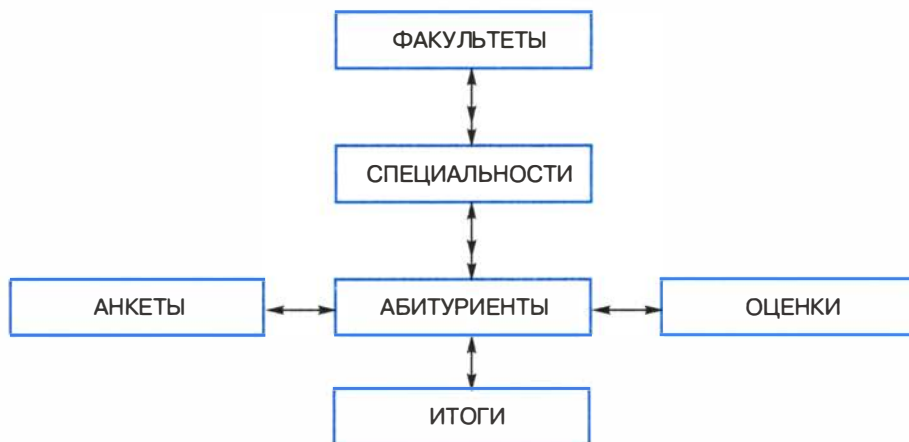 ФАКУЛЬТЕТЫ
СПЕЦИАЛЬНОСТИ
АНКЕТЫ
АБИТУРИЕНТЫ
ОЦЕНКИ
ИТОГИ